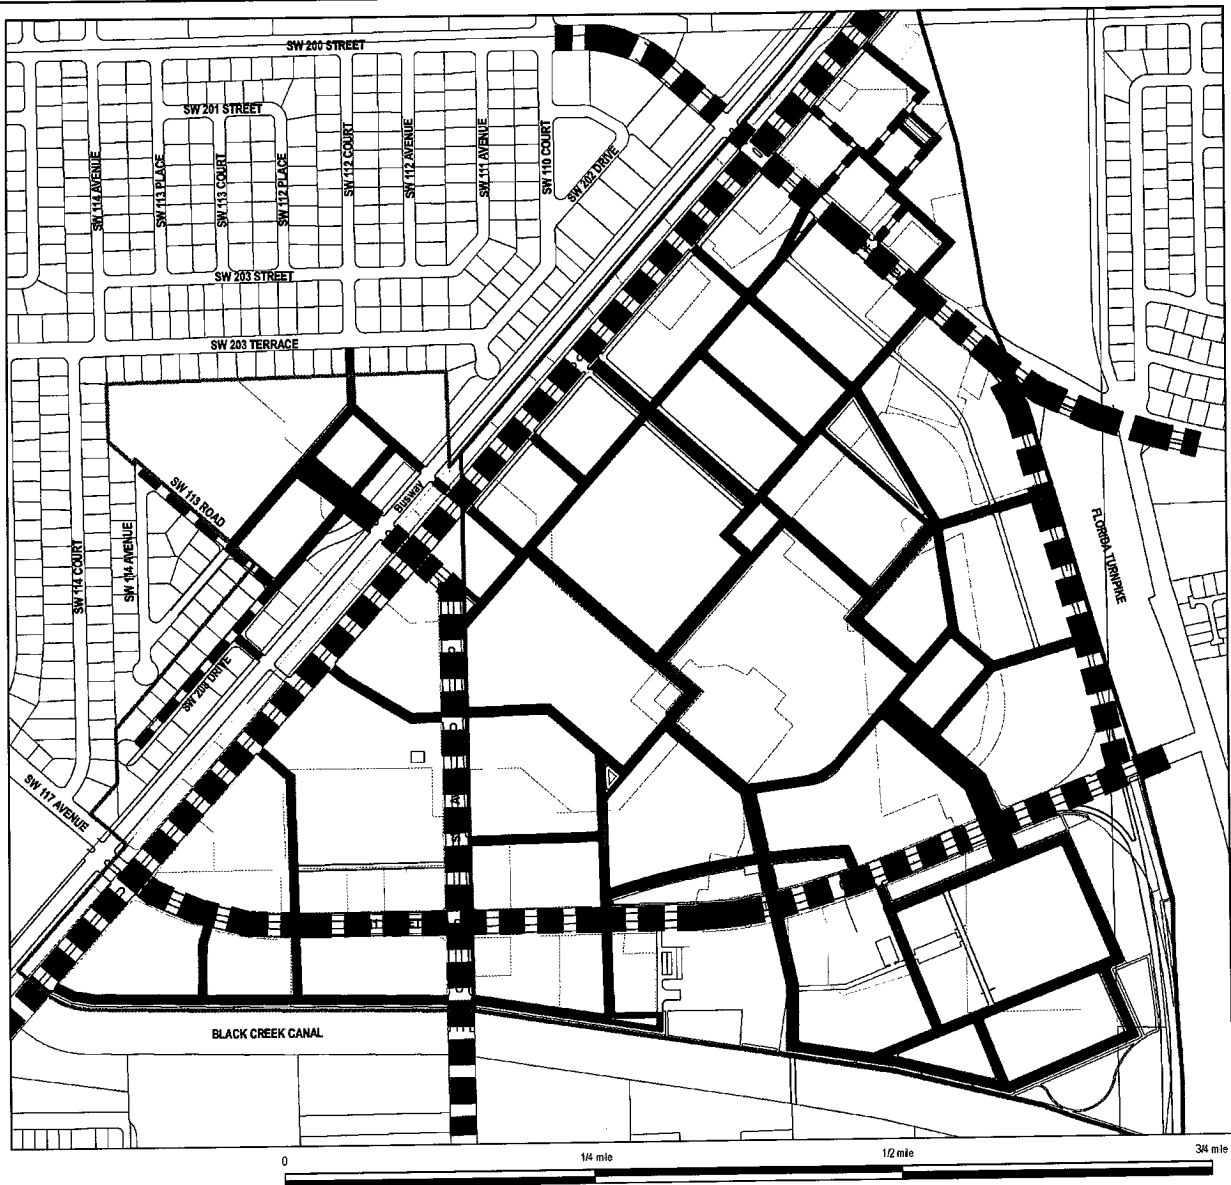 SW 200 STREET
SW 201 STREET
SW 114 AVENUE
SW 113 PLACE
SW 113 COURT
SW 112 PLACE
SW 112 COURT
SW 112 AVENUE
SW 111 AVENUE
SW 110 COURT
SW 202 DRIVE
SW 203 STREET
SW 203 TERRACE
SW 113 ROAD
Busway
SW 114 COURT
SW 114 AVENUE
FLORIDA TURNPIKE
SW 208 DRIVE
SW 117 AVENUE
BLACK CREEK CANAL
0
1/4 mile
1/2 mile
3/4 mile